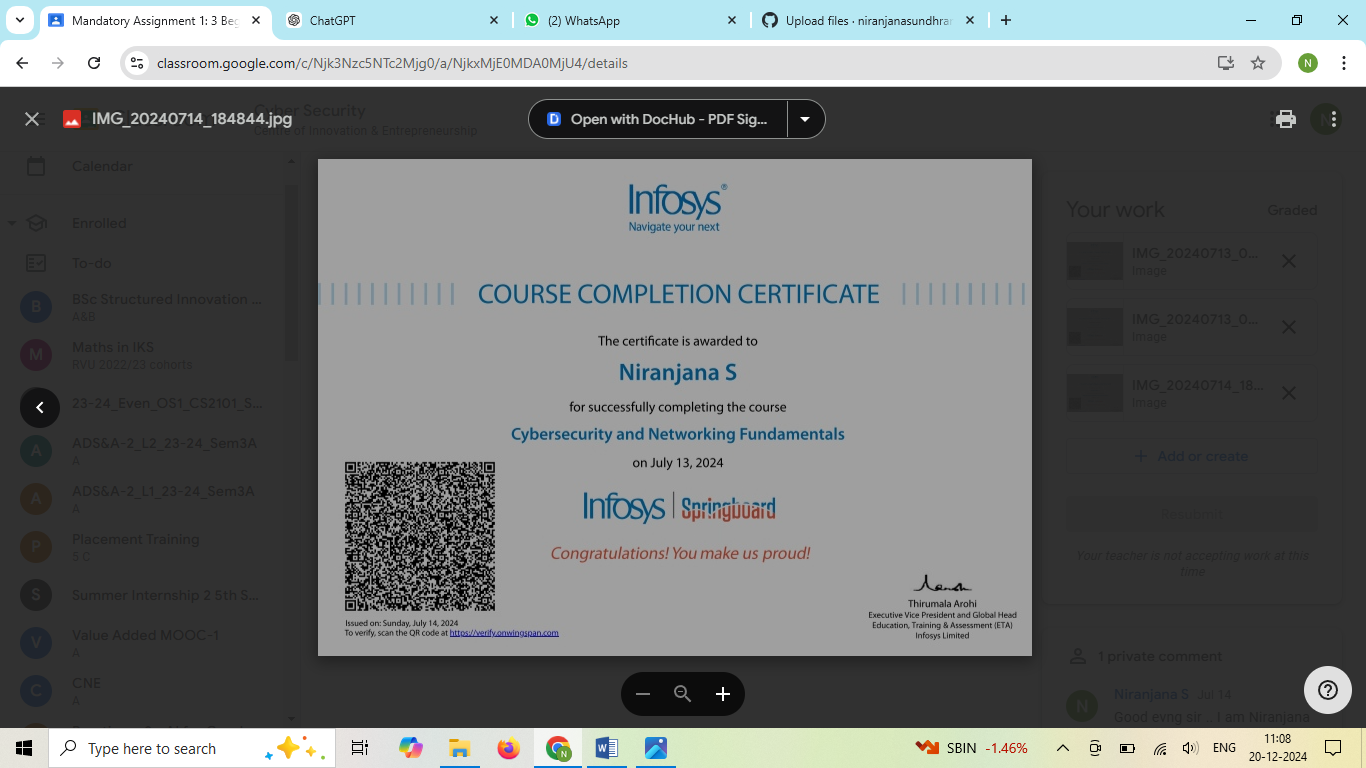 Mandatory Assignment 1: 3 Beg
ChatGPT
(2) WhatsApp
Upload files · niranjanasundhran
classroom.google.com/c/Njk3Nzc5NTc2Mjg0/a/NjkxMjE0MDA0MjU4/details
N
IMG_20240714_184844.jpg
Cyber Security
Centre of Innovation & Entrepreneurship
D Open with DocHub - PDF Sig...
N
Calendar
Enrolled
To-do
B BSc Structured Innovation ...
A&B
M Maths in IKS
RVU 2022/23 cohorts
23-24_Even_OS1_CS2101_S...
A ADS&A-2_L2_23-24_Sem3A
A
A ADS&A-2_L1_23-24_Sem3A
A
P Placement Training
5 C
S Summer Internship 2 5th S...
V Value Added MOOC-1
A
C CNE
A
Infosys®
Navigate your next
COURSE COMPLETION CERTIFICATE
The certificate is awarded to
Niranjana S
for successfully completing the course
Cybersecurity and Networking Fundamentals
on July 13, 2024
Infosys | Springboard
Congratulations! You make us proud!
Issued on: Sunday, July 14, 2024
To verify, scan the QR code at https://verify.onwingspan.com
Thirumala Arohi
Executive Vice President and Global Head
Education, Training & Assessment (ETA)
Infosys Limited
Your work
Graded
IMG_20240713_0...
Image
IMG_20240713_0...
Image
IMG_20240714_18...
Image
+ Add or create
Resubmit
Your teacher is not accepting work at this
time
1 private comment
N Niranjana S Jul 14
Good evng sir .. I am Niranjana
Type here to search
SBIN -1.46%
ENG
11:08
20-12-2024